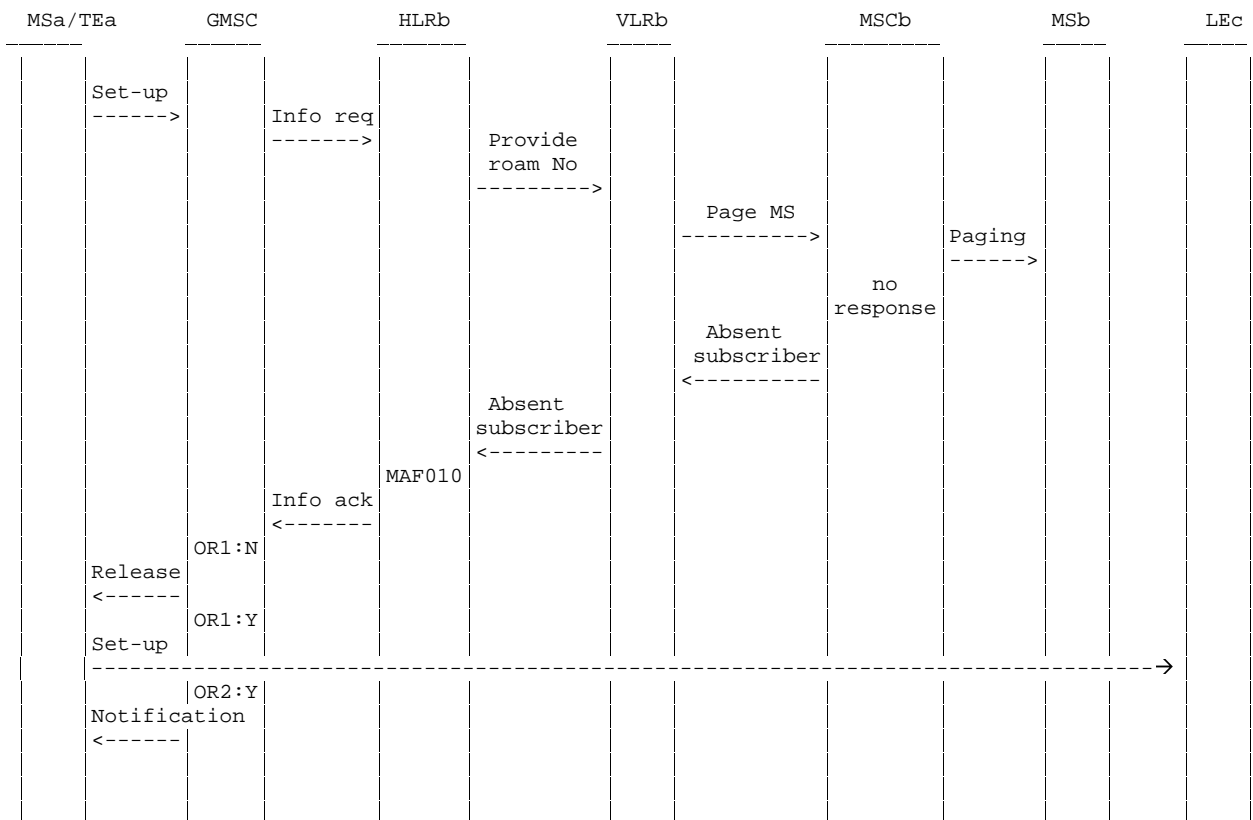 MSa/TEa GMSC HLRb VLRb MSCb MSb LEc
Set-up
------> Info req
-------> Provide
roam No
--------->
Page MS
----------> Paging
------>
no
response
Absent
subscriber
<----------
Absent
subscriber
<---------
MAF010
Info ack
<-------
OR1:N
Release
<------
OR1:Y
Set-up
OR2:Y
Notification
<------